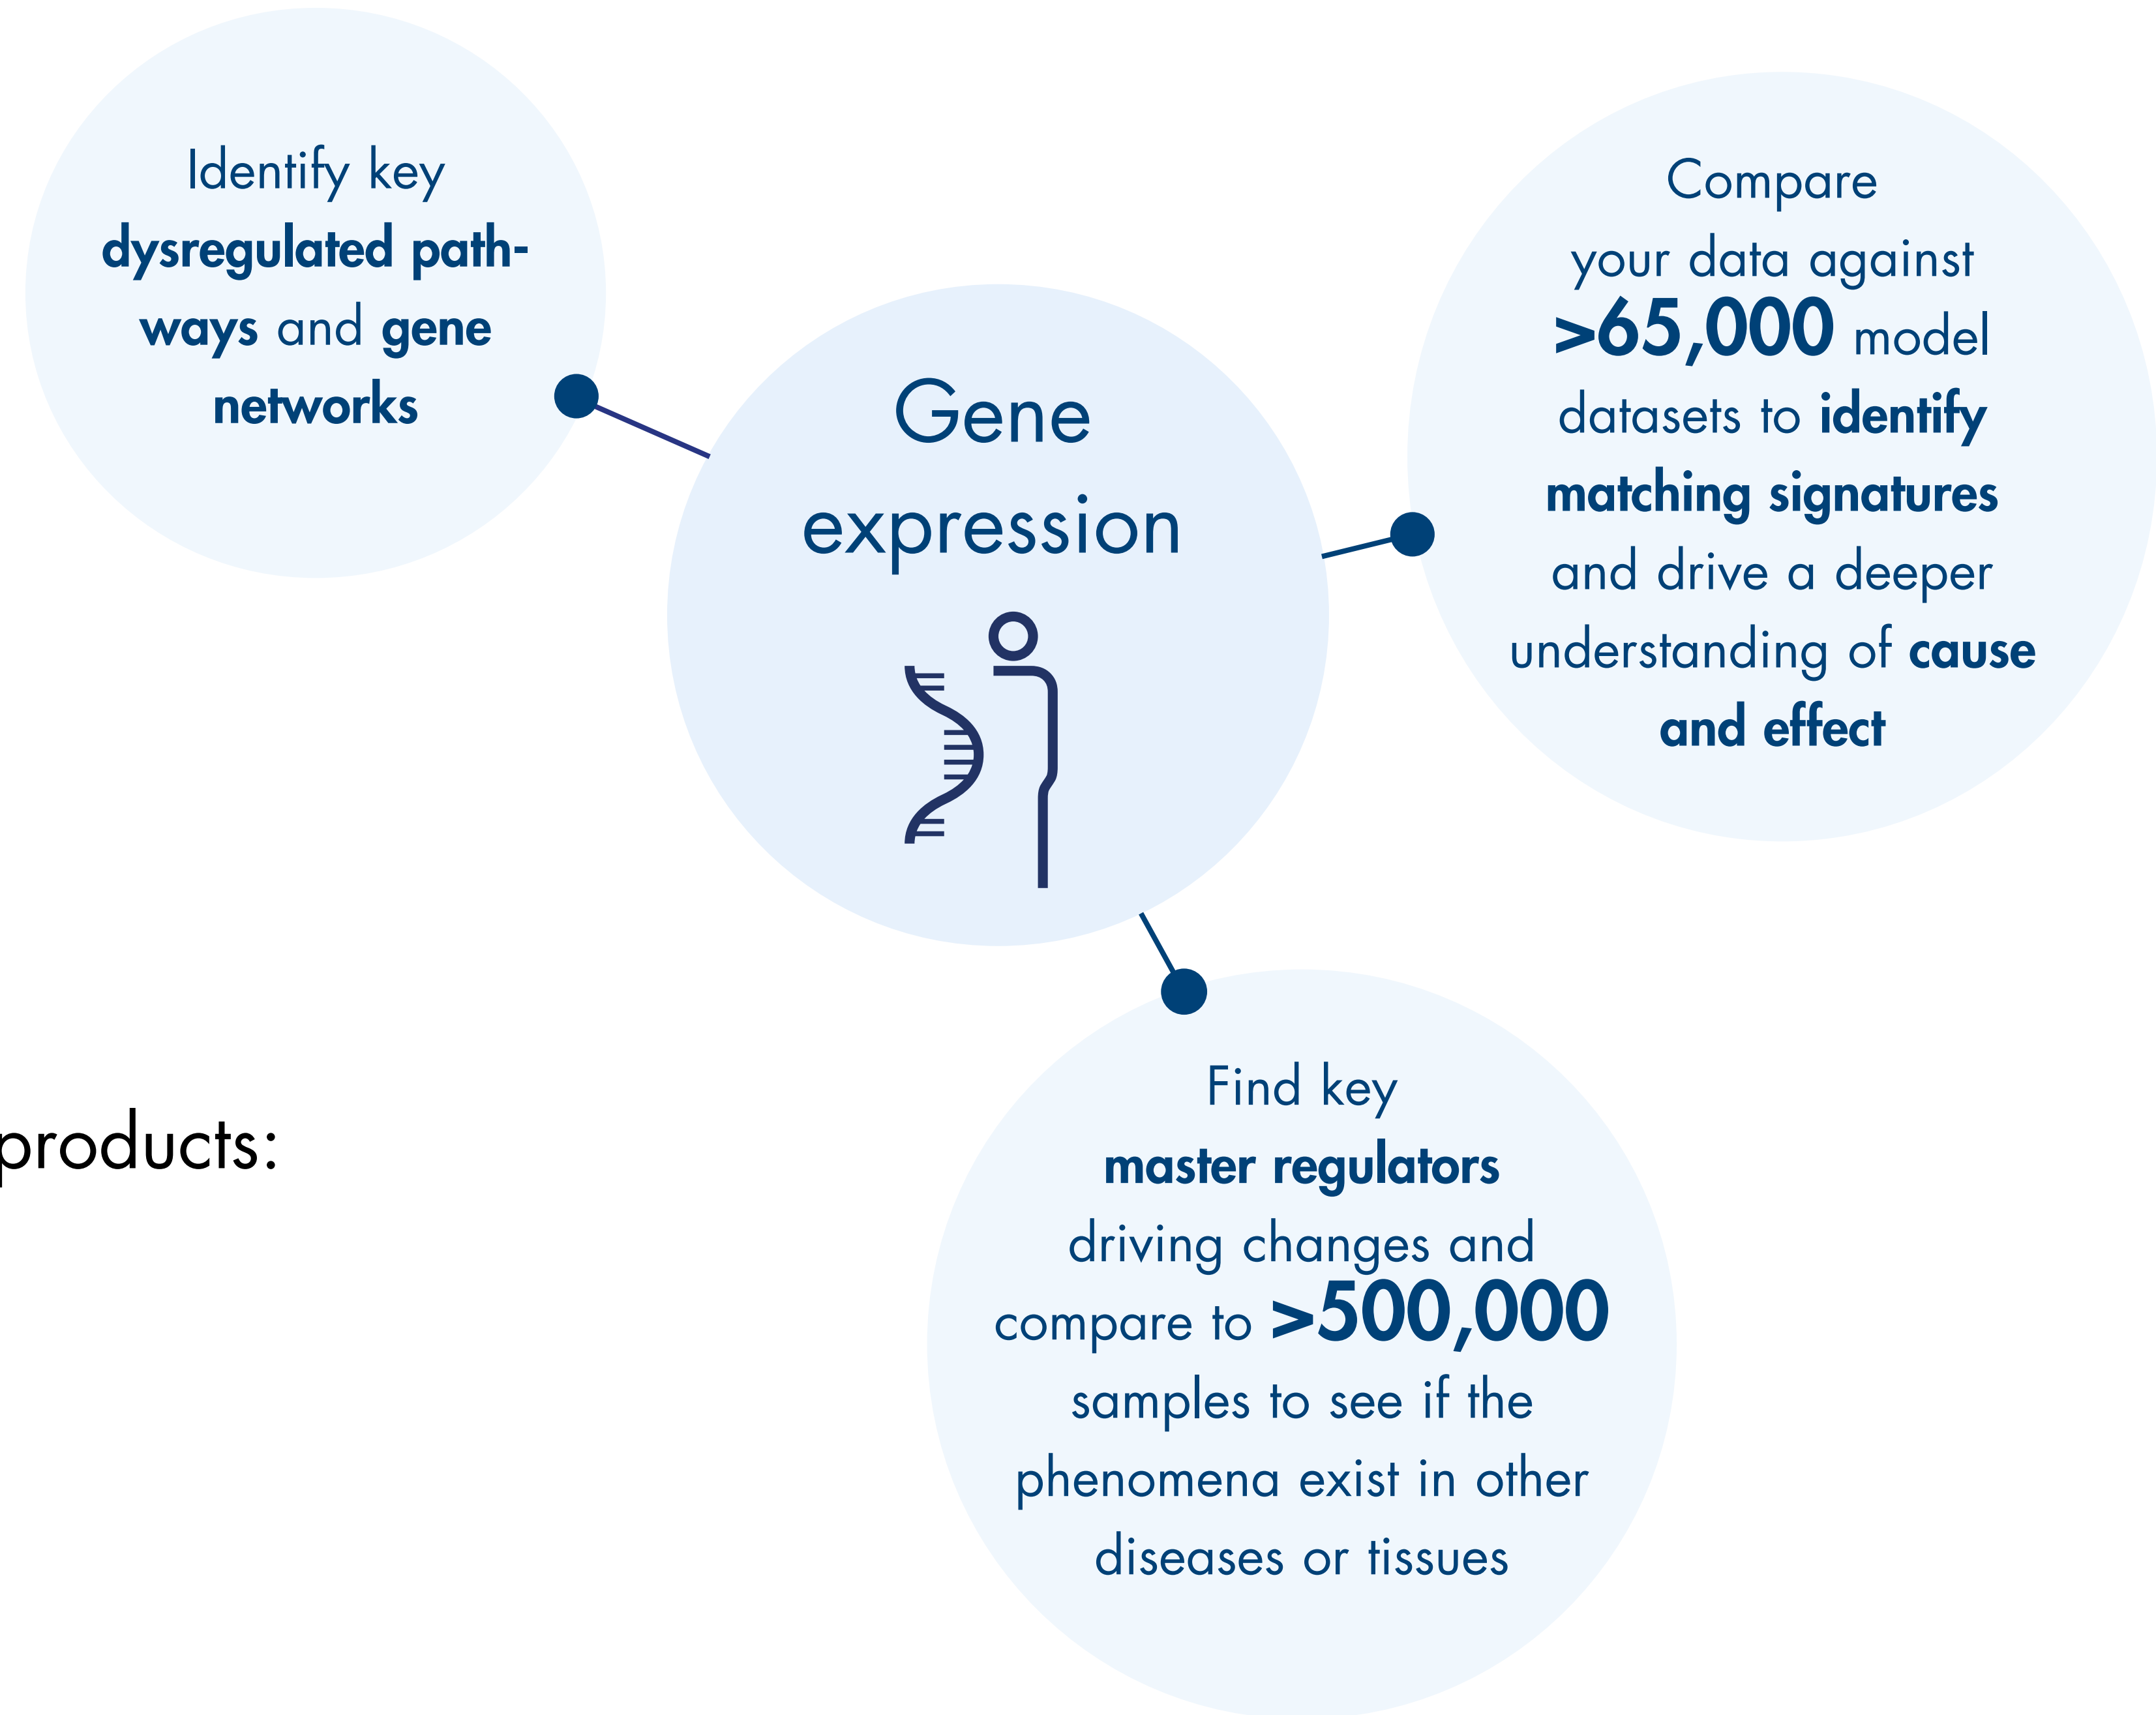 Identify key
dysregulated path-
ways and gene
networks
Gene
expression
Compare
your data against
>65,000 model
datasets to identify
matching signatures
and drive a deeper
understanding of cause
and effect
products:
Find key
master regulators
driving changes and
compare to >500,000
samples to see if the
phenomena exist in other
diseases or tissues